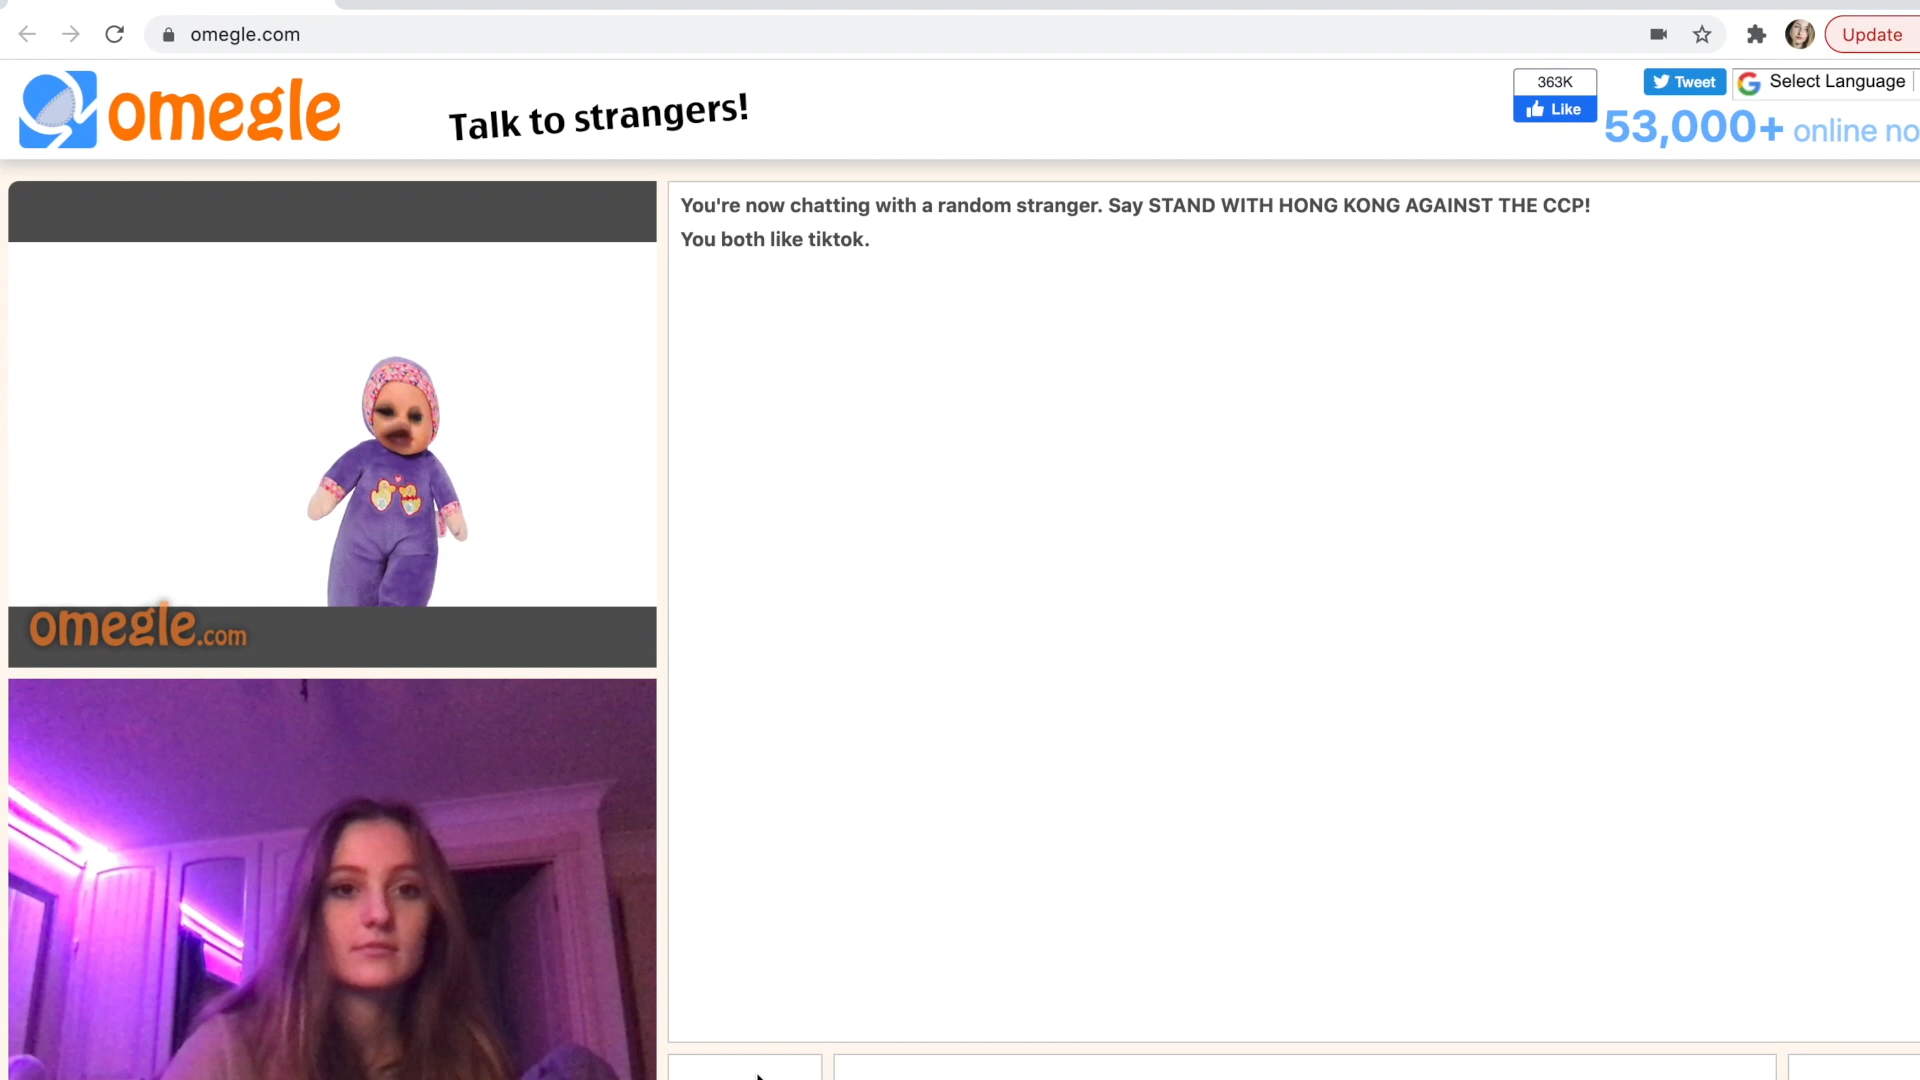 omegle.com
Update
omegle
Talk to strangers!
363K
Like
Tweet
Select Language
53,000+ online no
You're now chatting with a random stranger. Say STAND WITH HONG KONG AGAINST THE CCP!
You both like tiktok.
omegle.com